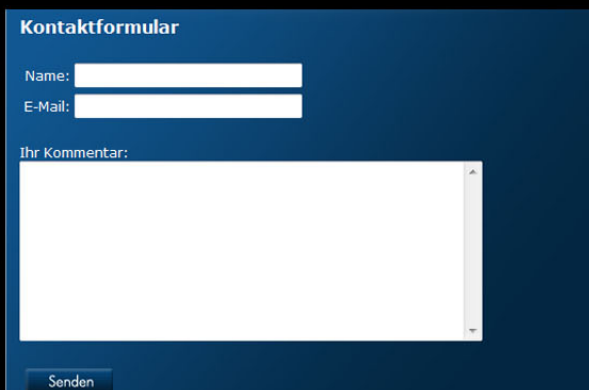 Kontaktformular
Name:
E-Mail:
Ihr Kommentar:
Senden